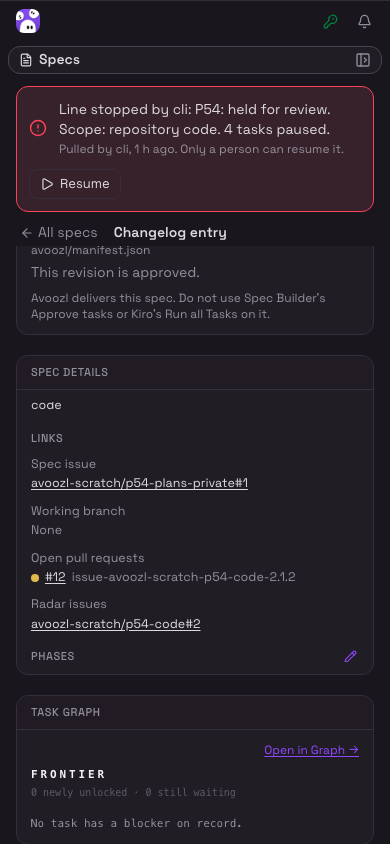 Specs
Line stopped by cli: P54: held for review.
Scope: repository code. 4 tasks paused.
Pulled by cli, 1 h ago. Only a person can resume it.
Resume
← All specs Changelog entry
avoozl/manifest.json
This revision is approved.
Avoozl delivers this spec. Do not use Spec Builder's
Approve tasks or Kiro's Run all Tasks on it.
SPEC DETAILS
code
LINKS
Spec issue
avoozl-scratch/p54-plans-private#1
Working branch
None
Open pull requests
#12 issue-avoozl-scratch-p54-code-2.1.2
Radar issues
avoozl-scratch/p54-code#2
PHASES
TASK GRAPH
Open in Graph →
FRONTIER
0 newly unlocked · 0 still waiting
No task has a blocker on record.